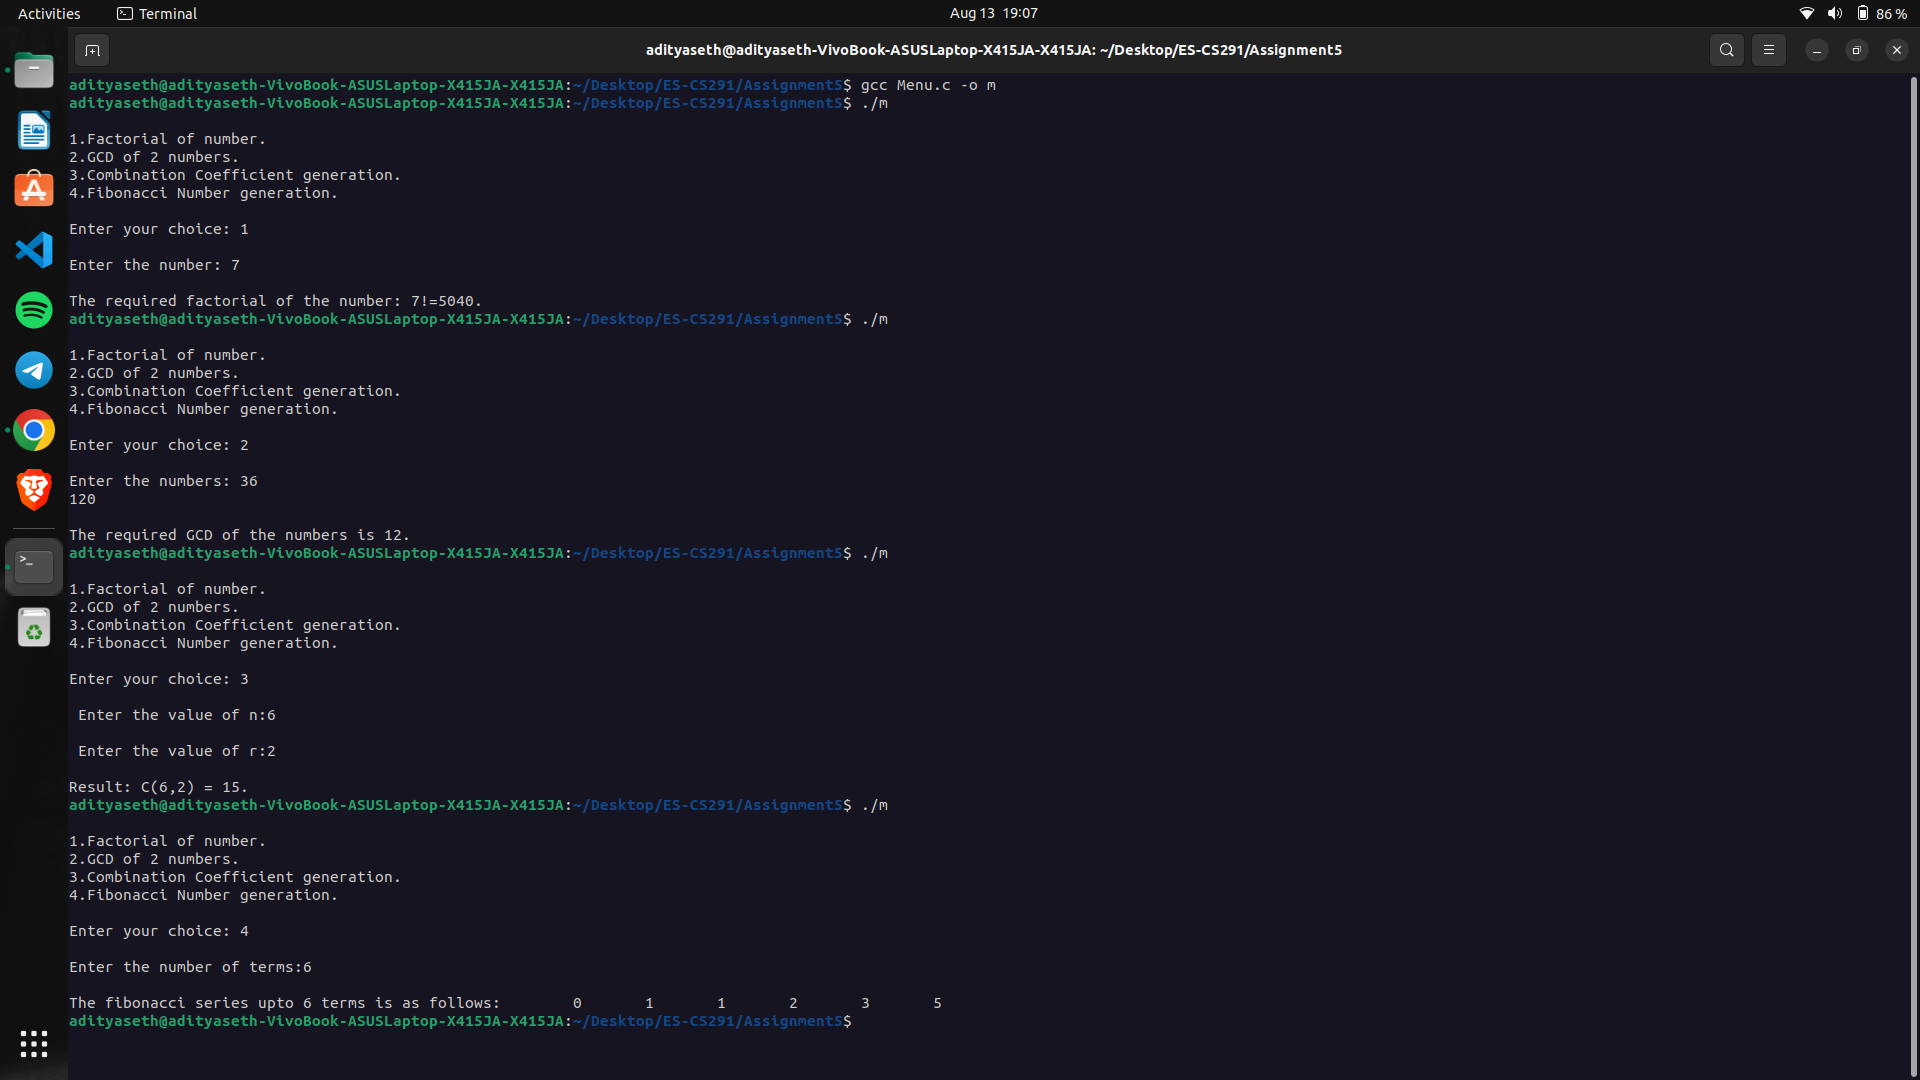 Activities Terminal Aug 13 19:07 86 %
adityaseth@adityaseth-VivoBook-ASUSLaptop-X415JA-X415JA: ~/Desktop/ES-CS291/Assignment5
adityaseth@adityaseth-VivoBook-ASUSLaptop-X415JA-X415JA:~/Desktop/ES-CS291/Assignment5$ gcc Menu.c -o m
adityaseth@adityaseth-VivoBook-ASUSLaptop-X415JA-X415JA:~/Desktop/ES-CS291/Assignment5$ ./m
1.Factorial of number.
2.GCD of 2 numbers.
3.Combination Coefficient generation.
4.Fibonacci Number generation.
Enter your choice: 1
Enter the number: 7
The required factorial of the number: 7!=5040.
adityaseth@adityaseth-VivoBook-ASUSLaptop-X415JA-X415JA:~/Desktop/ES-CS291/Assignment5$ ./m
1.Factorial of number.
2.GCD of 2 numbers.
3.Combination Coefficient generation.
4.Fibonacci Number generation.
Enter your choice: 2
Enter the numbers: 36
120
The required GCD of the numbers is 12.
adityaseth@adityaseth-VivoBook-ASUSLaptop-X415JA-X415JA:~/Desktop/ES-CS291/Assignment5$ ./m
1.Factorial of number.
2.GCD of 2 numbers.
3.Combination Coefficient generation.
4.Fibonacci Number generation.
Enter your choice: 3
Enter the value of n:6
Enter the value of r:2
Result: C(6,2) = 15.
adityaseth@adityaseth-VivoBook-ASUSLaptop-X415JA-X415JA:~/Desktop/ES-CS291/Assignment5$ ./m
1.Factorial of number.
2.GCD of 2 numbers.
3.Combination Coefficient generation.
4.Fibonacci Number generation.
Enter your choice: 4
Enter the number of terms:6
The fibonacci series upto 6 terms is as follows: 0 1 1 2 3 5
adityaseth@adityaseth-VivoBook-ASUSLaptop-X415JA-X415JA:~/Desktop/ES-CS291/Assignment5$